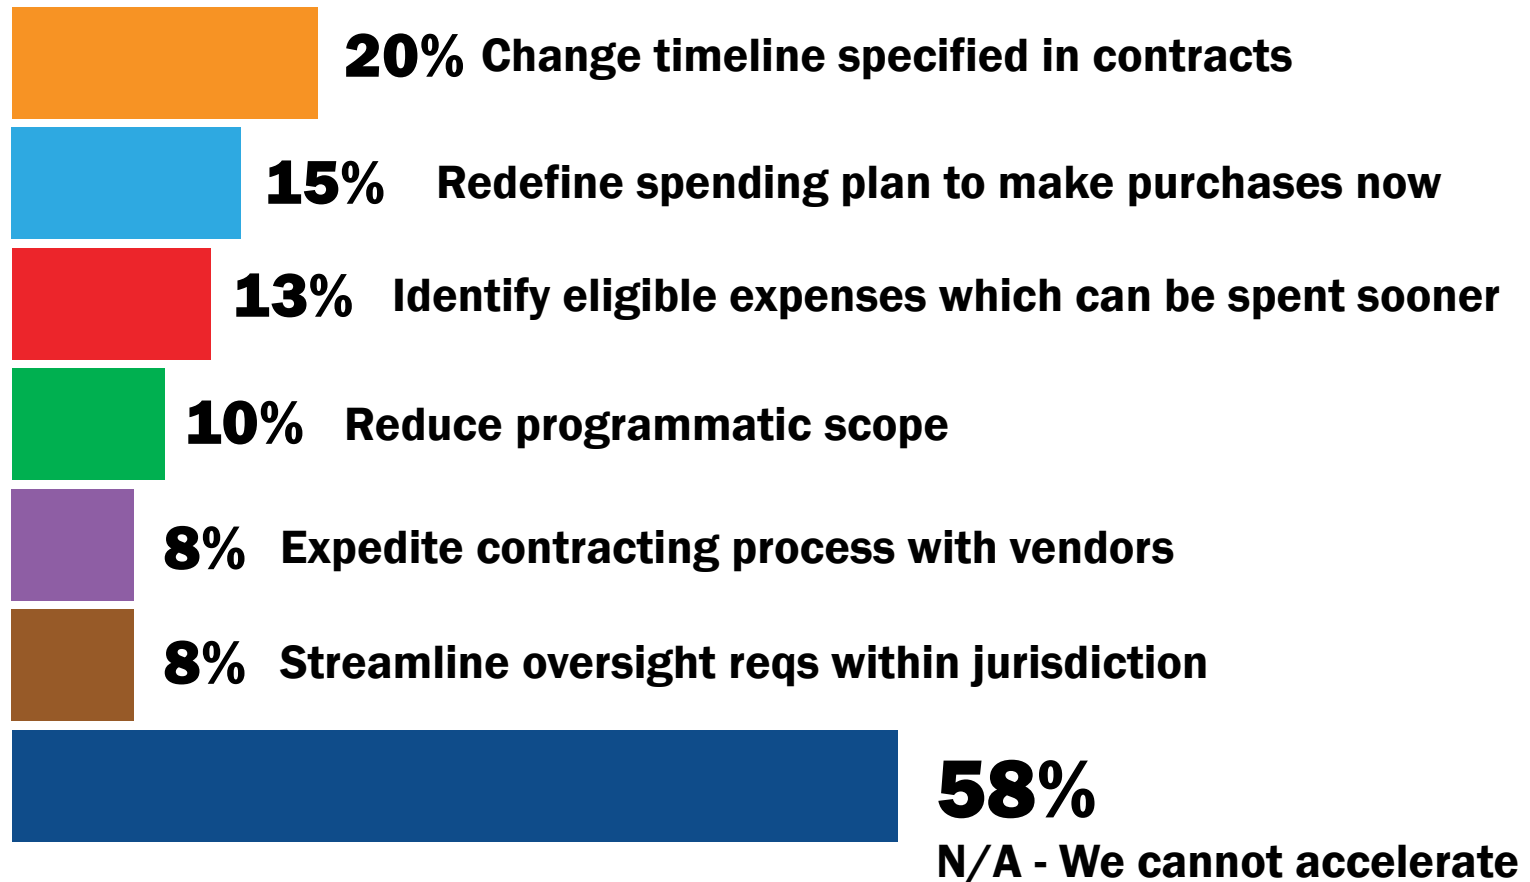 20% Change timeline specified in contracts
15% Redefine spending plan to make purchases now
13% Identify eligible expenses which can be spent sooner
10% Reduce programmatic scope
8% Expedite contracting process with vendors
8% Streamline oversight reqs within jurisdiction
58%
N/A - We cannot accelerate